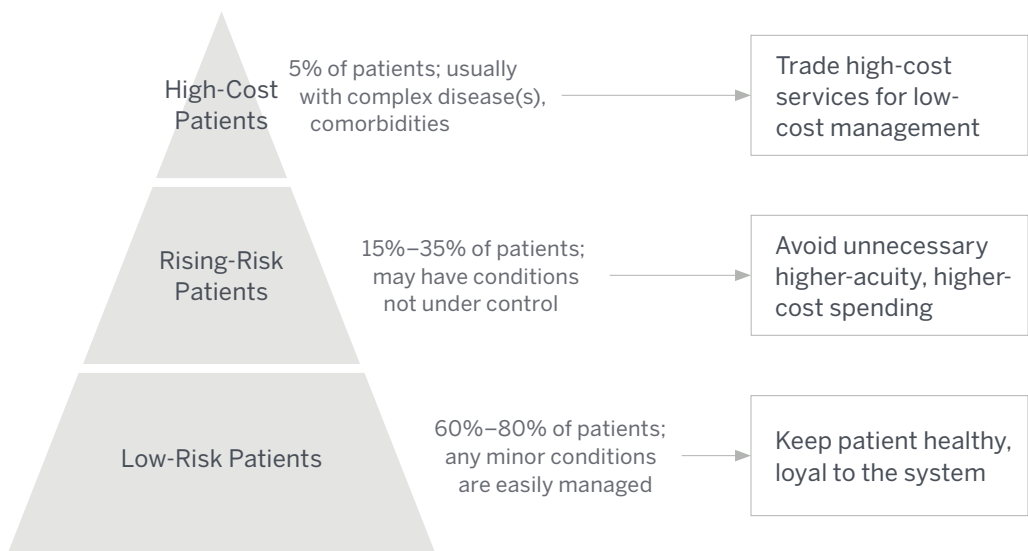 High-Cost
Patients
5% of patients; usually
with complex disease(s),
comorbidities
Trade high-cost
services for low-
cost management
Rising-Risk
Patients
15%–35% of patients;
may have conditions
not under control
Avoid unnecessary
higher-acuity, higher-
cost spending
Low-Risk Patients
60%–80% of patients;
any minor conditions
are easily managed
Keep patient healthy,
loyal to the system